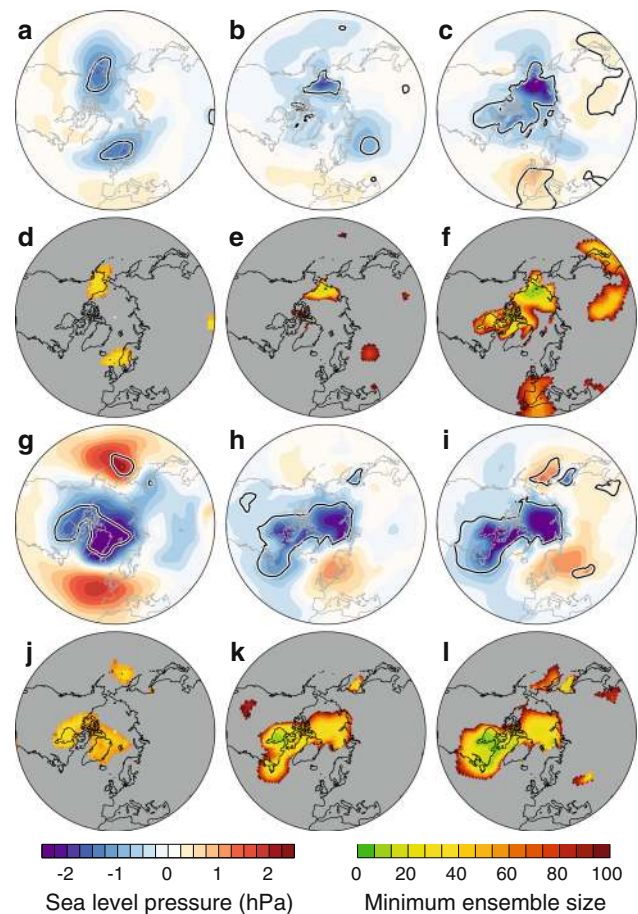 a b c
d e f
g h i
j k l
-2 -1 0 1 2 0 20 40 60 80 100
Sea level pressure (hPa) Minimum ensemble size